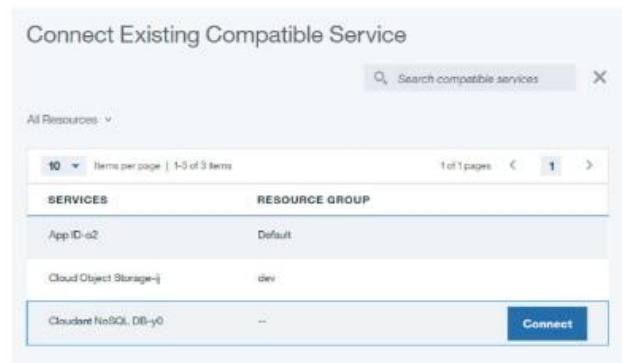 Connect Existing Compatible Service
Search compatible services
All Resources
10 Items per page | 1-3 of 3 items 1 of 1 pages < 1 >
SERVICES RESOURCE GROUP
App ID-o2 Default
Cloud Object Storage-ij dev
Cloudant NoSQL DB-y0 -- Connect